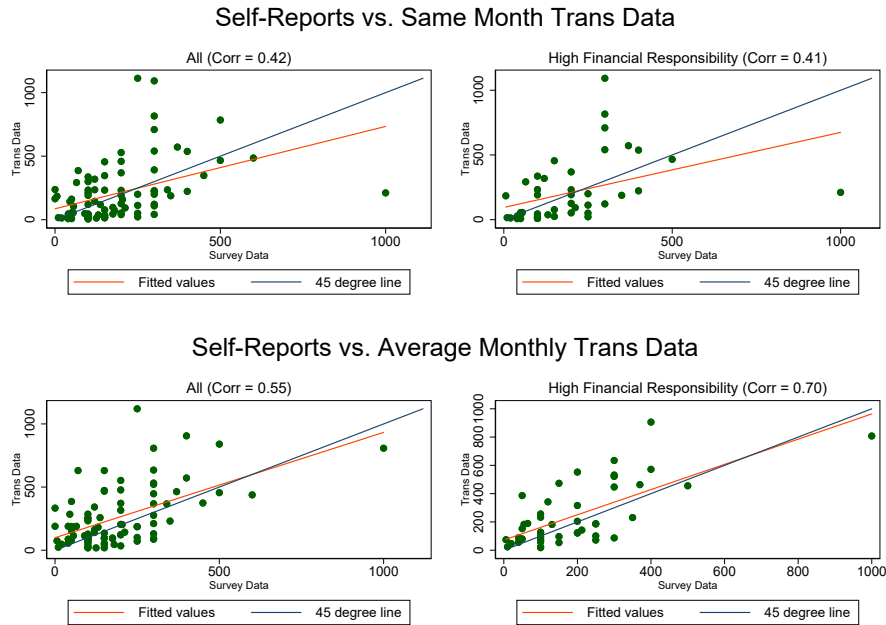 Self-Reports vs. Same Month Trans Data
All (Corr = 0.42)
Trans Data
1000
500
0
0 500 1000
Survey Data
Fitted values 45 degree line
High Financial Responsibility (Corr = 0.41)
Trans Data
1000
500
0
0 500 1000
Survey Data
Fitted values 45 degree line
Self-Reports vs. Average Monthly Trans Data
All (Corr = 0.55)
Trans Data
1000
500
0
0 500 1000
Survey Data
Fitted values 45 degree line
High Financial Responsibility (Corr = 0.70)
Trans Data
1000
800
600
400
200
0
0 200 400 600 800 1000
Survey Data
Fitted values 45 degree line